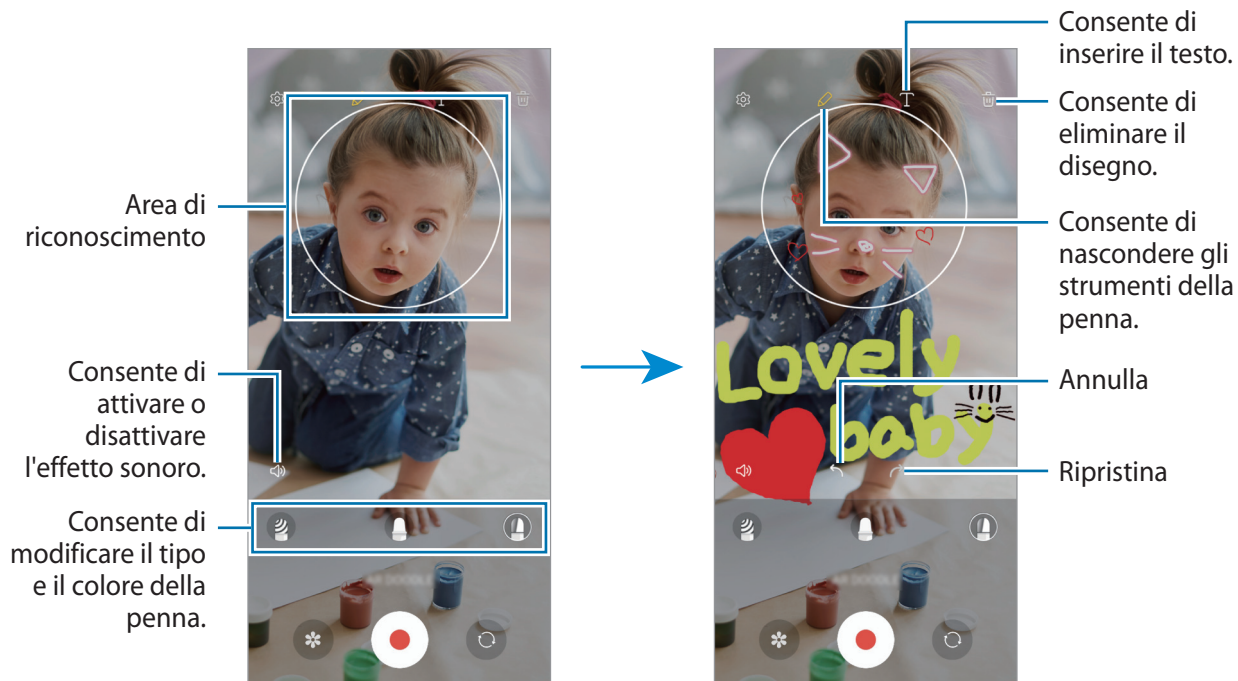 Consente di
inserire il testo.
Consente di
eliminare il
disegno.
Area di
riconoscimento
Consente di
nascondere gli
strumenti della
penna.
Lovely
baby
Consente di
attivare o
disattivare
l'effetto sonoro.
Annulla
Ripristina
Consente di
modificare il tipo
e il colore della
penna.
AR DOODLE
T
T